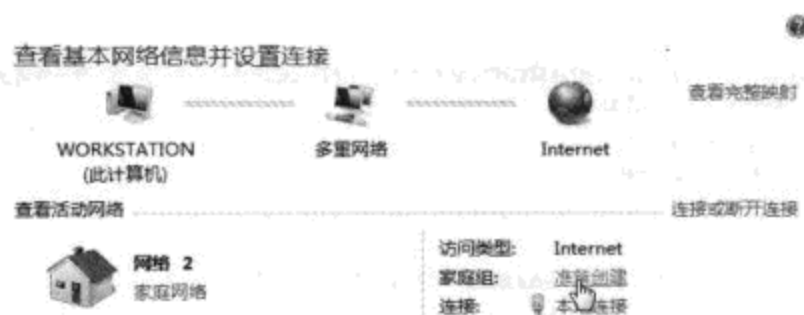 查看基本网络信息并设置连接
查看完整映射
WORKSTATION
(此计算机)
多重网络
Internet
查看活动网络
连接或断开连接
网络 2
家庭网络
访问类型: Internet
家庭组: 准备创建
连接: 本地连接